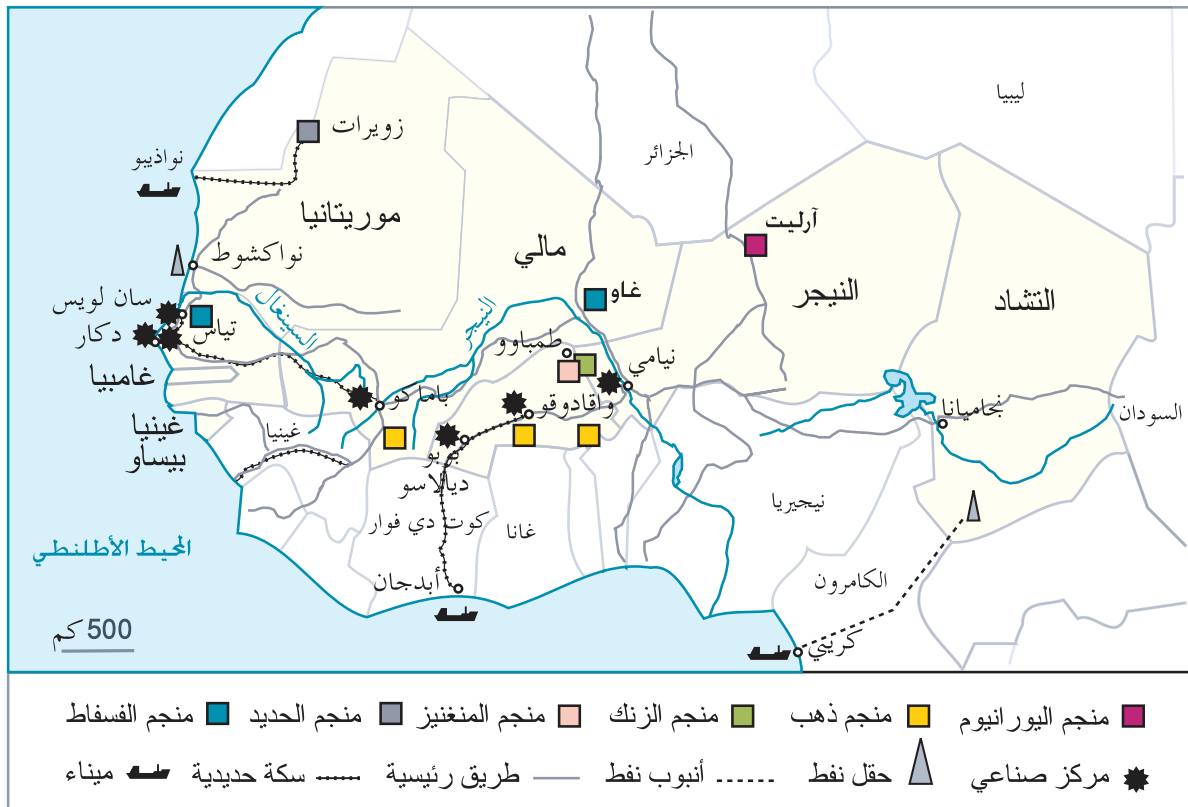 ليبيا
زويرات
الجزائر
نواذيبو
موريتانيا
آرليت
مالي
نواكشوط
غاو
النيجر
التشاد
سان لويس
السينغال
النيجر
تياس
دكار
طمباوو
نيامي
غامبيا
باماكو
واقادوقو
نجاميانا
السودان
غينيا
بيساو
غينيا
بوبو
ديالاسو
نيجيريا
كوت دي فوار
غانا
المحيط الأطلنطي
الكامرون
أبدجان
500 كم
كريبي
منجم اليورانيوم
منجم ذهب
منجم الزنك
منجم المنغنيز
منجم الحديد
منجم الفسفاط
مركز صناعي
حقل نفط
أنبوب نفط
طريق رئيسية
سكة حديدية
ميناء